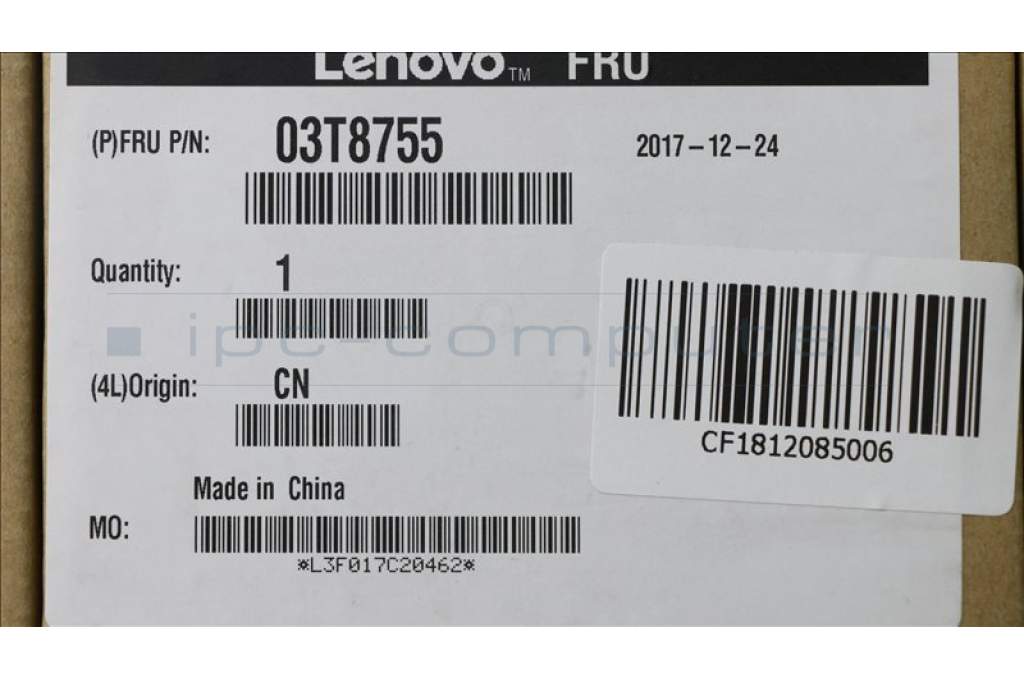 Lenovo™ FRU
(P)FRU P/N: 03T8755 2017-12-24
Quantity: 1
ipc-computer
(4L)Origin: CN
CF1812085006
Made in China
MO:
*L3F017C20462*